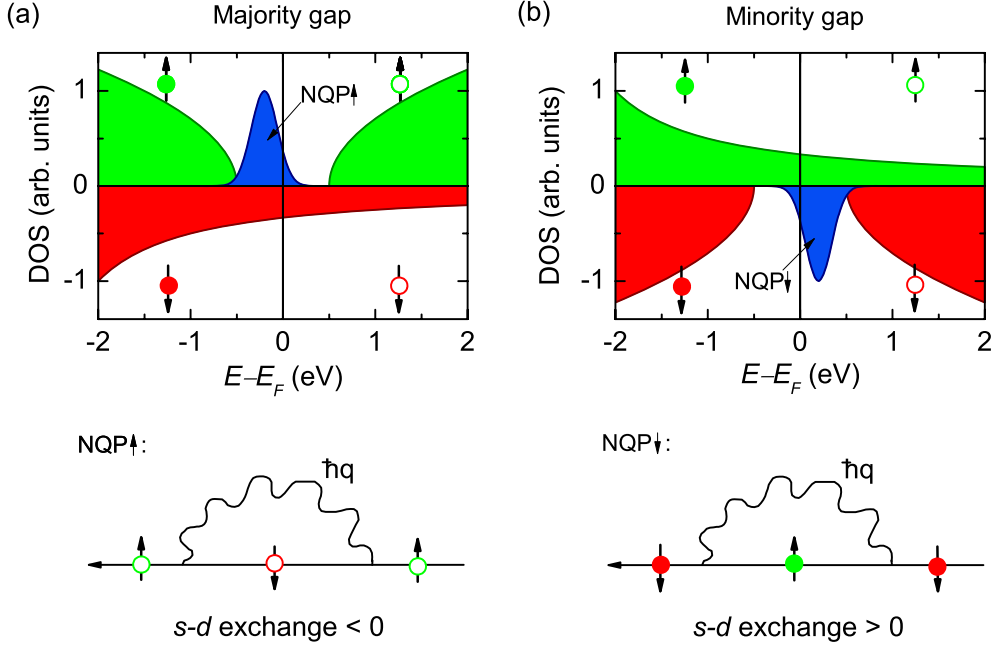 (a) Majority gap
DOS (arb. units)
1
0
-1
NQP↑
-2 -1 0 1 2
E–E_F (eV)
(b) Minority gap
DOS (arb. units)
1
0
-1
NQP↓
-2 -1 0 1 2
E–E_F (eV)
NQP↑:
ħq
s-d exchange < 0
NQP↓:
ħq
s-d exchange > 0